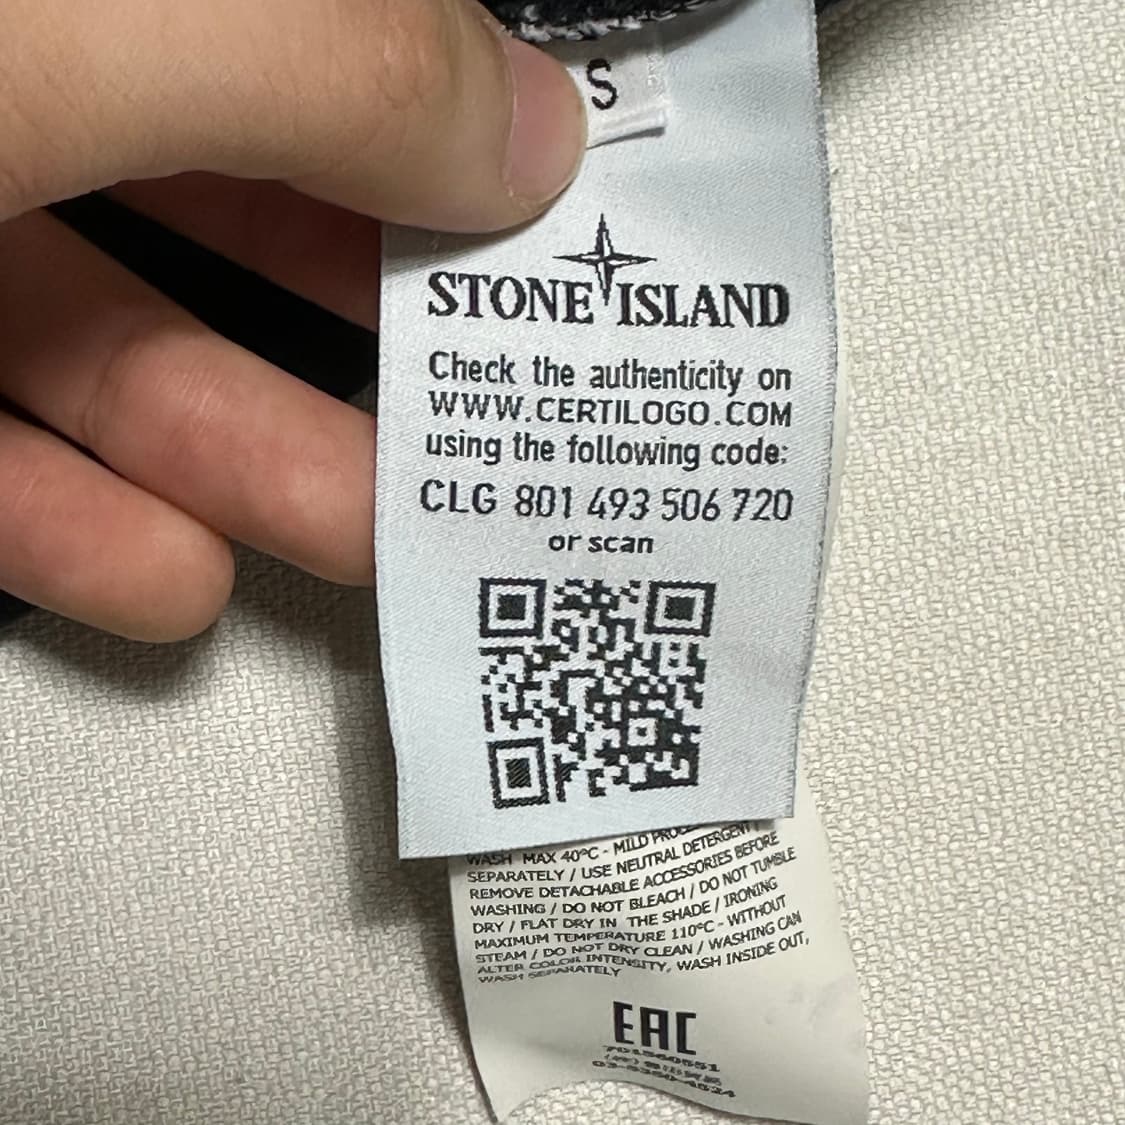 S
STONE ISLAND
Check the authenticity on
WWW.CERTILOGO.COM
using the following code:
CLG 801 493 506 720
or scan
WASH MAX 40°C - MILD
SEPARATELY / USE NEUTRAL DETERGENT /
REMOVE DETACHABLE ACCESSORIES BEFORE
WASHING / DO NOT BLEACH / DO NOT TUMBLE
DRY / FLAT DRY IN THE SHADE / IRONING
MAXIMUM TEMPERATURE 110°C - WITHOUT
STEAM / DO NOT DRY CLEAN / WASHING CAN
ALTER COLOR INTENSITY, WASH INSIDE OUT,
WASH SEPARATELY
EAC